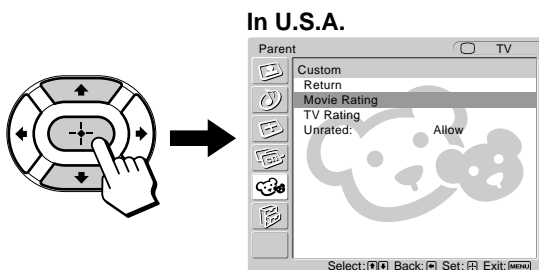 In U.S.A.
Parent TV
Custom
Return
Movie Rating
TV Rating
Unrated: Allow
Select: Back: Set: Exit: MENU